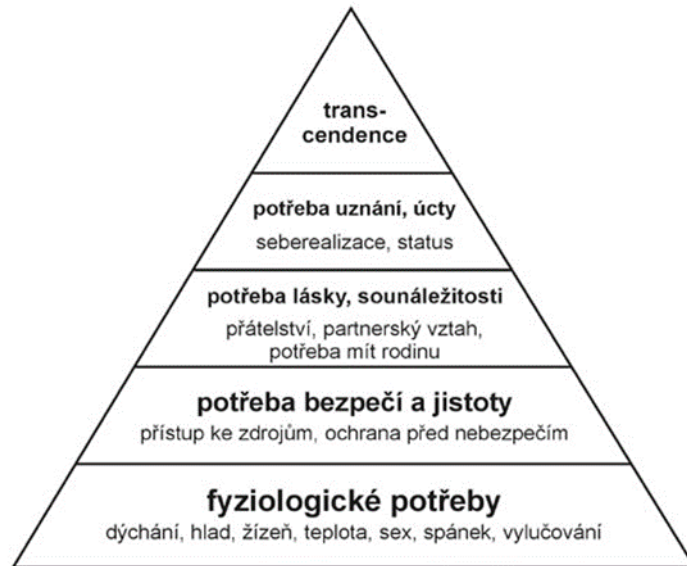 trans-
cendence
potřeba uznání, úcty
seberealizace, status
potřeba lásky, sounáležitosti
přátelství, partnerský vztah,
potřeba mít rodinu
potřeba bezpečí a jistoty
přístup ke zdrojům, ochrana před nebezpečím
fyziologické potřeby
dýchání, hlad, žízeň, teplota, sex, spánek, vylučování